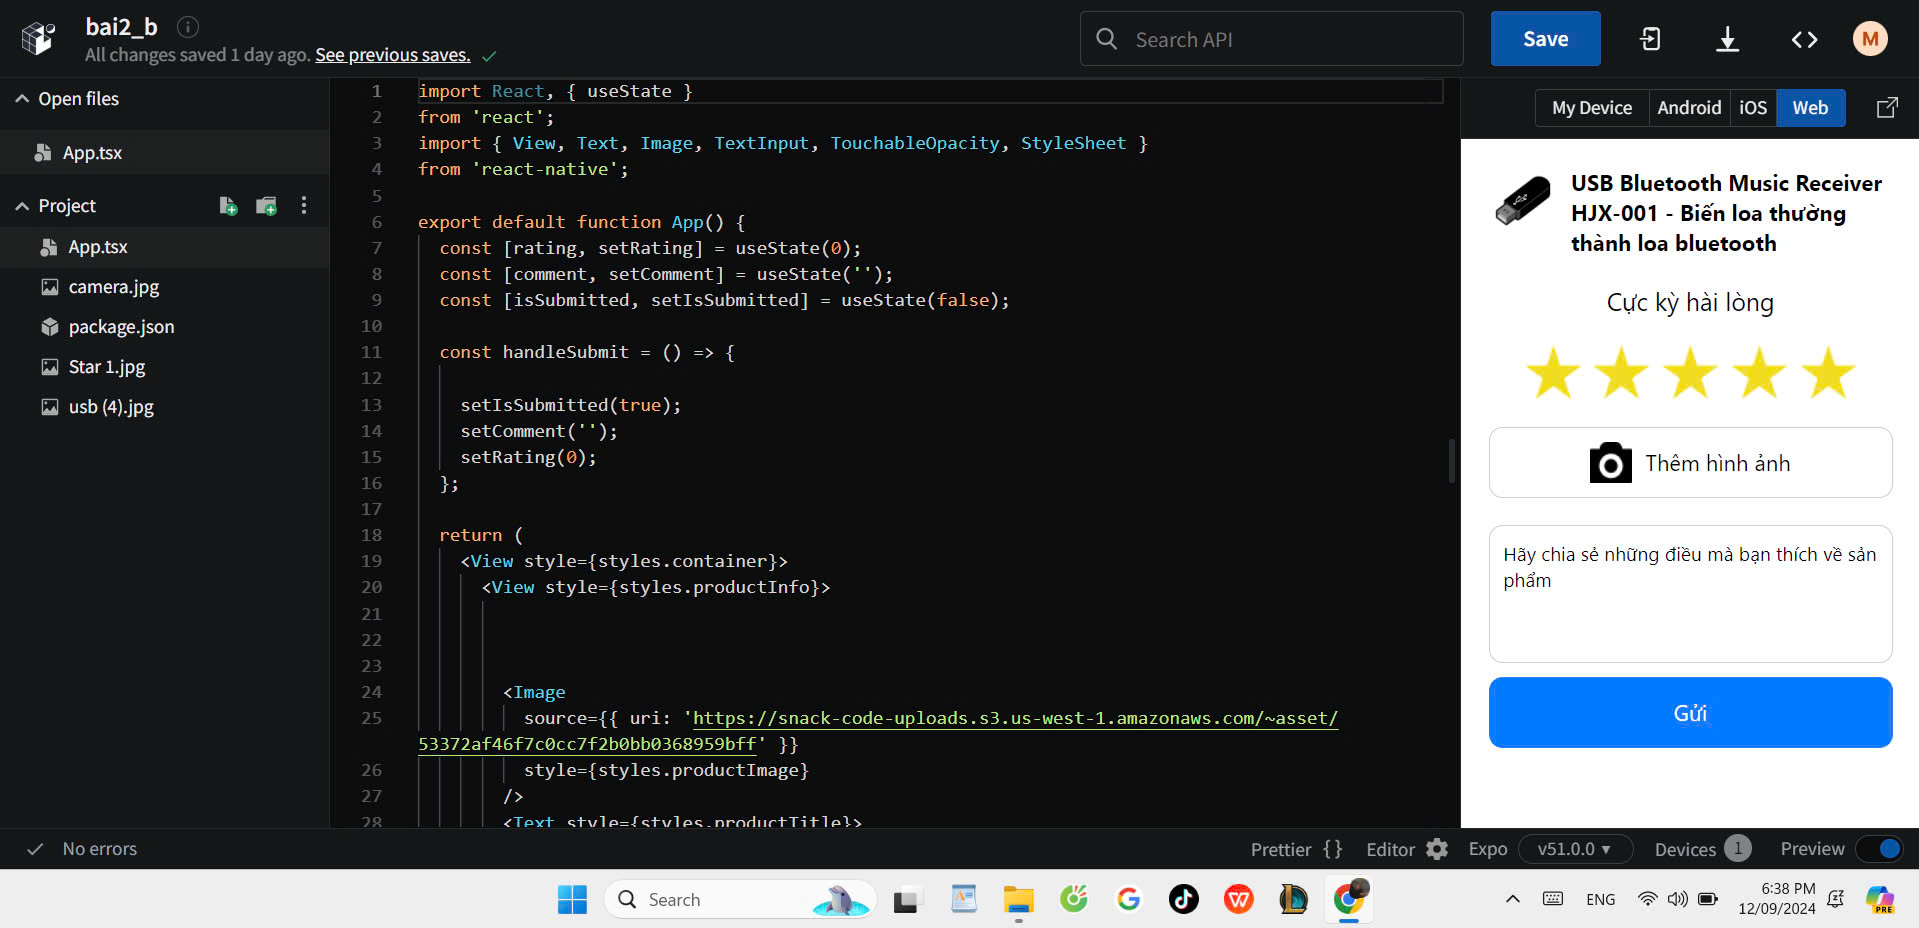 bai2_b
All changes saved 1 day ago. See previous saves.
Search API
Save
M
Open files
App.tsx
Project
App.tsx
camera.jpg
package.json
Star 1.jpg
usb (4).jpg
1 import React, { useState }
2 from 'react';
3 import { View, Text, Image, TextInput, TouchableOpacity, StyleSheet }
4 from 'react-native';
5
6 export default function App() {
7 const [rating, setRating] = useState(0);
8 const [comment, setComment] = useState('');
9 const [isSubmitted, setIsSubmitted] = useState(false);
10
11 const handleSubmit = () => {
12
13 setIsSubmitted(true);
14 setComment('');
15 setRating(0);
16 };
17
18 return (
19 <View style={styles.container}>
20 <View style={styles.productInfo}>
21
22
23
24 <Image
25 source={{ uri: 'https://snack-code-uploads.s3.us-west-1.amazonaws.com/~asset/
53372af46f7c0cc7f2b0bb0368959bff' }}
26 style={styles.productImage}
27 />
28 <Text style={styles.productTitle}>
My Device Android iOS Web
USB Bluetooth Music Receiver
HJX-001 - Biến loa thường
thành loa bluetooth
Cực kỳ hài lòng
Thêm hình ảnh
Hãy chia sẻ những điều mà bạn thích về sản
phẩm
Gửi
No errors
Prettier {} Editor Expo v51.0.0 Devices 1 Preview
Search
ENG
6:38 PM
12/09/2024
PRE